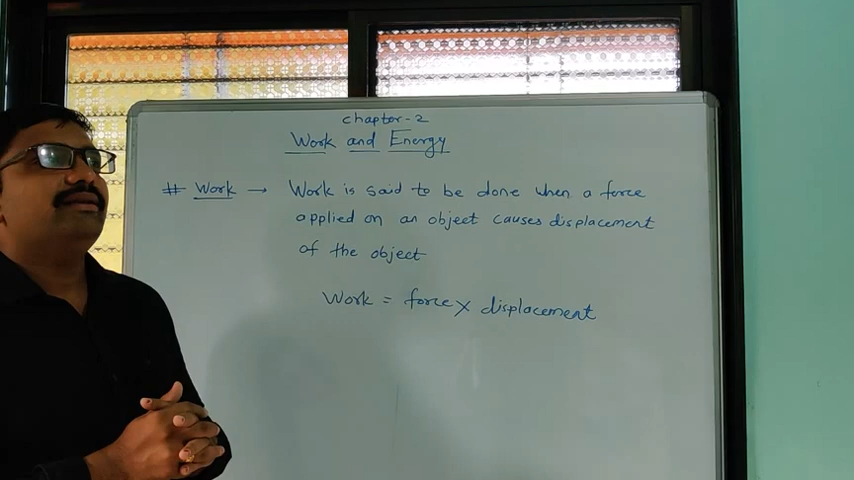 chapter-2
Work and Energy
# Work → Work is said to be done when a force
applied on an object causes displacement
of the object
Work = force × displacement